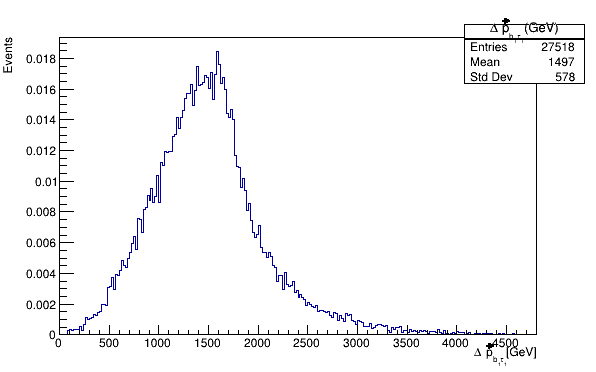 Δ p⃗ b₁τ₁ (GeV)
Entries 27518
Mean 1497
Std Dev 578
Events
0.018
0.016
0.014
0.012
0.01
0.008
0.006
0.004
0.002
0
0 500 1000 1500 2000 2500 3000 3500 4000 4500
Δ p⃗ b₁τ₁ [GeV]